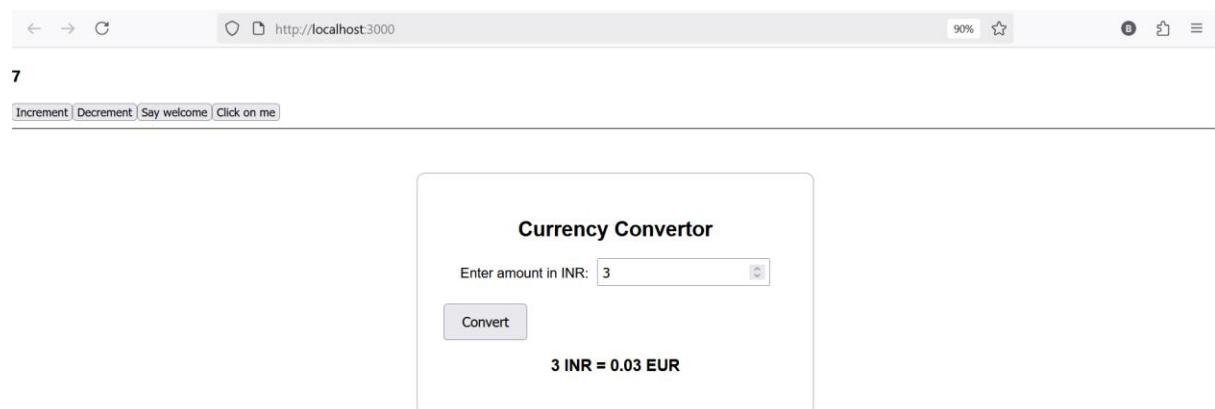 http://localhost:3000 90% B
7
Increment Decrement Say welcome Click on me
Currency Convertor
Enter amount in INR: 3
Convert
3 INR = 0.03 EUR